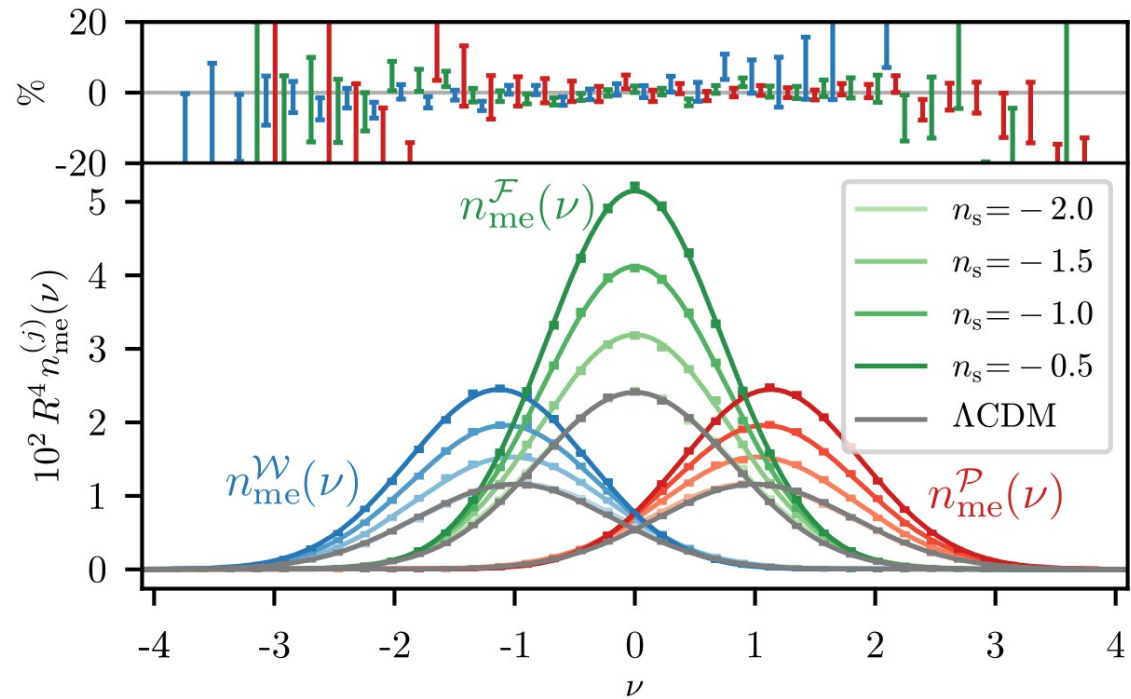 20
0
-20
%
n_me^F(ν)
5
4
3
2
1
0
10² R⁴ n_me^(j)(ν)
n_s = − 2.0
n_s = − 1.5
n_s = − 1.0
n_s = − 0.5
ΛCDM
n_me^W(ν)
n_me^P(ν)
-4 -3 -2 -1 0 1 2 3 4
ν